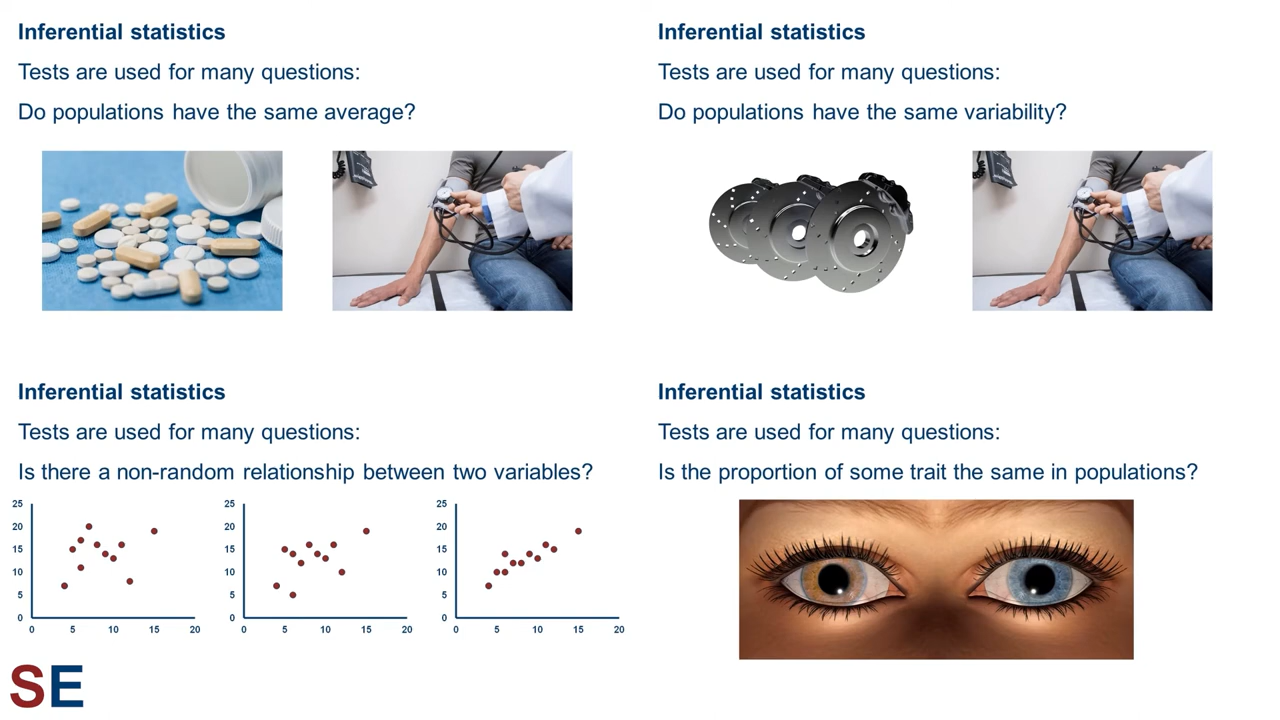 Inferential statistics
Tests are used for many questions:
Do populations have the same average?
Inferential statistics
Tests are used for many questions:
Do populations have the same variability?
Inferential statistics
Tests are used for many questions:
Is there a non-random relationship between two variables?
25
20
15
10
5
0
0 5 10 15 20
25
20
15
10
5
0
0 5 10 15 20
25
20
15
10
5
0
0 5 10 15 20
Inferential statistics
Tests are used for many questions:
Is the proportion of some trait the same in populations?
SE